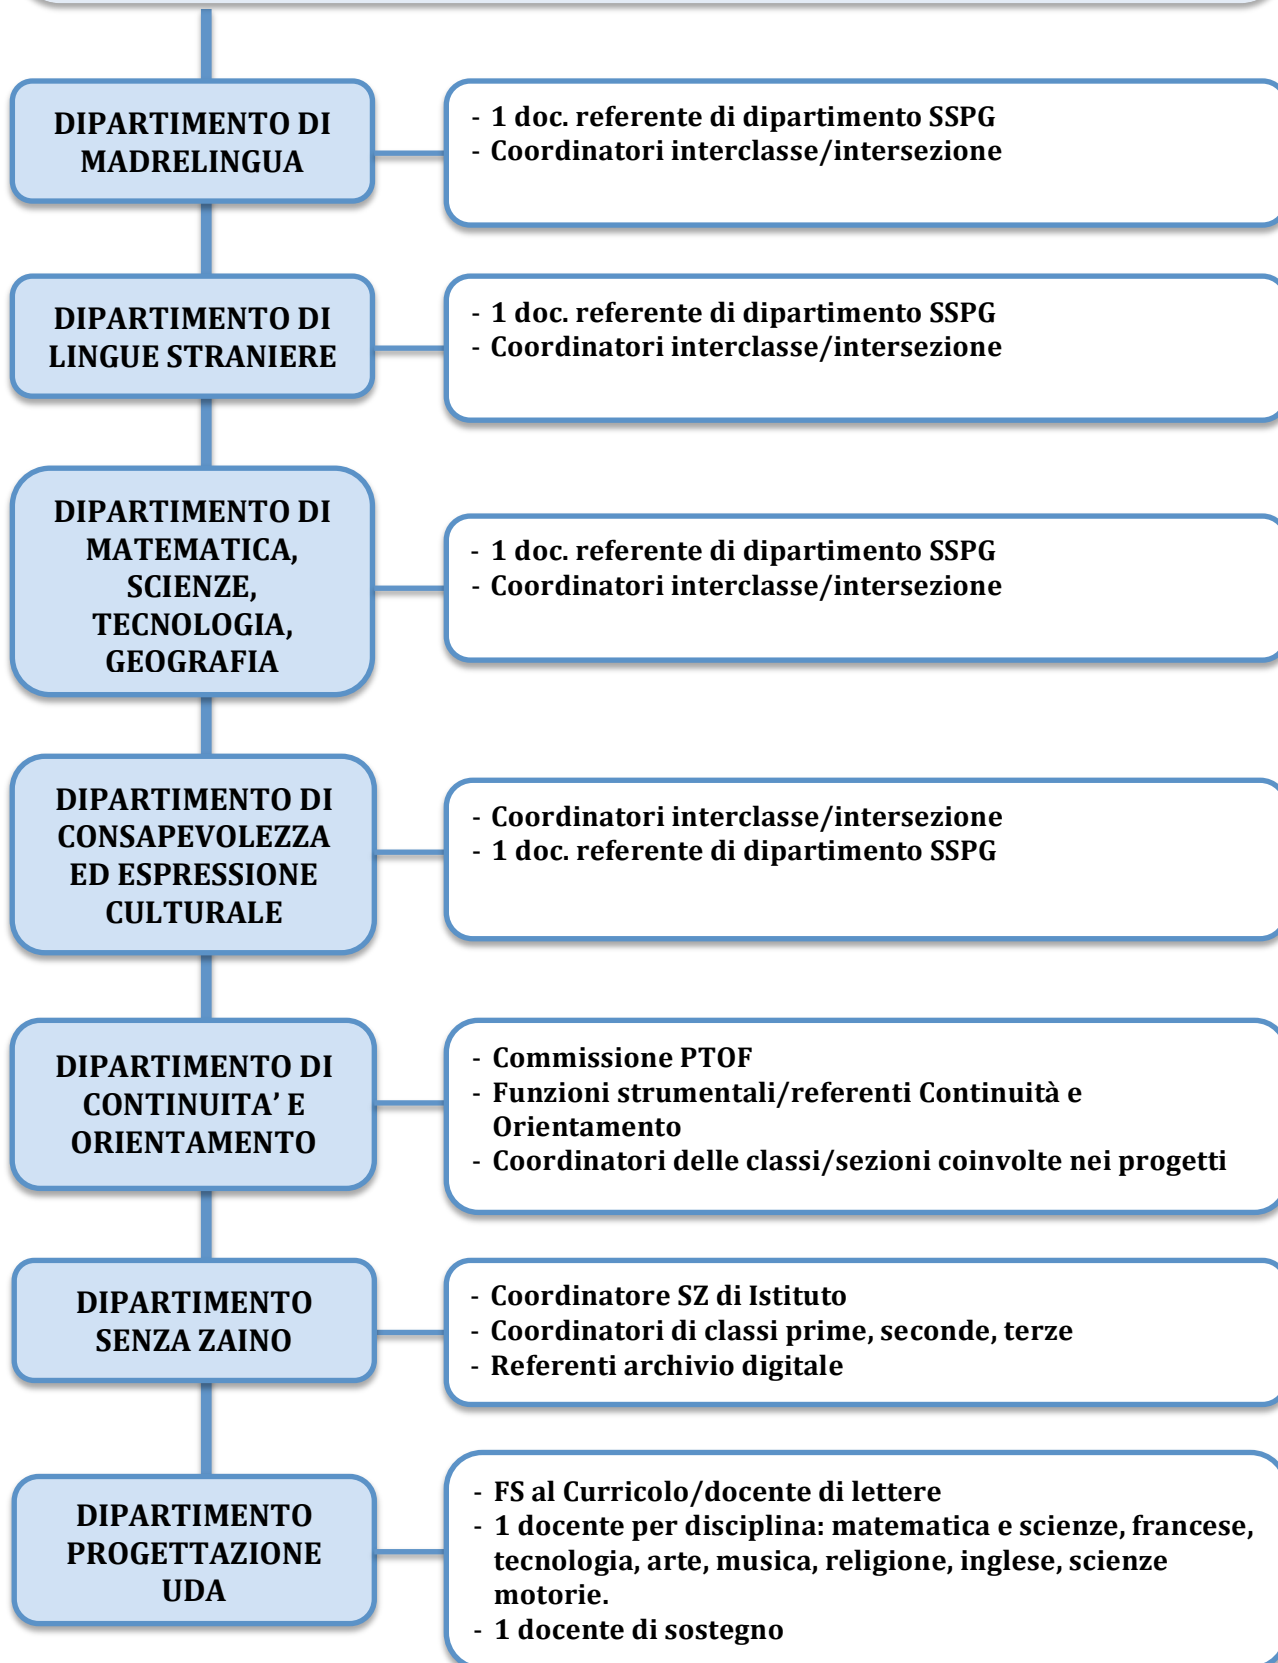 DIPARTIMENTO DI
MADRELINGUA
- 1 doc. referente di dipartimento SSPG
- Coordinatori interclasse/intersezione
DIPARTIMENTO DI
LINGUE STRANIERE
- 1 doc. referente di dipartimento SSPG
- Coordinatori interclasse/intersezione
DIPARTIMENTO DI
MATEMATICA,
SCIENZE,
TECNOLOGIA,
GEOGRAFIA
- 1 doc. referente di dipartimento SSPG
- Coordinatori interclasse/intersezione
DIPARTIMENTO DI
CONSAPEVOLEZZA
ED ESPRESSIONE
CULTURALE
- Coordinatori interclasse/intersezione
- 1 doc. referente di dipartimento SSPG
DIPARTIMENTO DI
CONTINUITA’ E
ORIENTAMENTO
- Commissione PTOF
- Funzioni strumentali/referenti Continuità e
Orientamento
- Coordinatori delle classi/sezioni coinvolte nei progetti
DIPARTIMENTO
SENZA ZAINO
- Coordinatore SZ di Istituto
- Coordinatori di classi prime, seconde, terze
- Referenti archivio digitale
DIPARTIMENTO
PROGETTAZIONE
UDA
- FS al Curricolo/docente di lettere
- 1 docente per disciplina: matematica e scienze, francese,
tecnologia, arte, musica, religione, inglese, scienze
motorie.
- 1 docente di sostegno